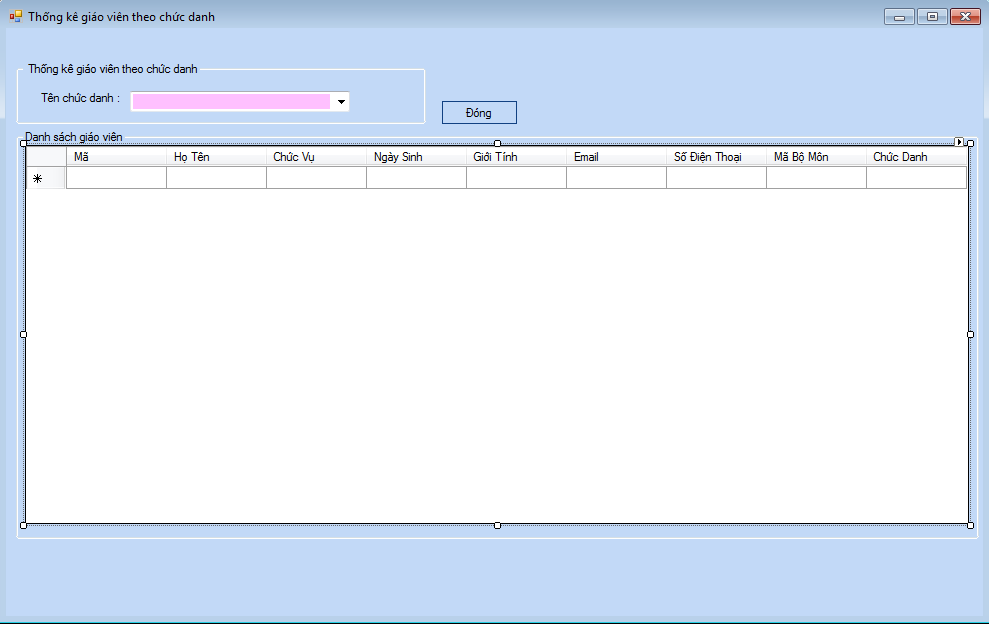 Thống kê giáo viên theo chức danh
Thống kê giáo viên theo chức danh
Tên chức danh :
Đóng
Danh sách giáo viên
Mã Họ Tên Chức Vụ Ngày Sinh Giới Tính Email Số Điện Thoại Mã Bộ Môn Chức Danh